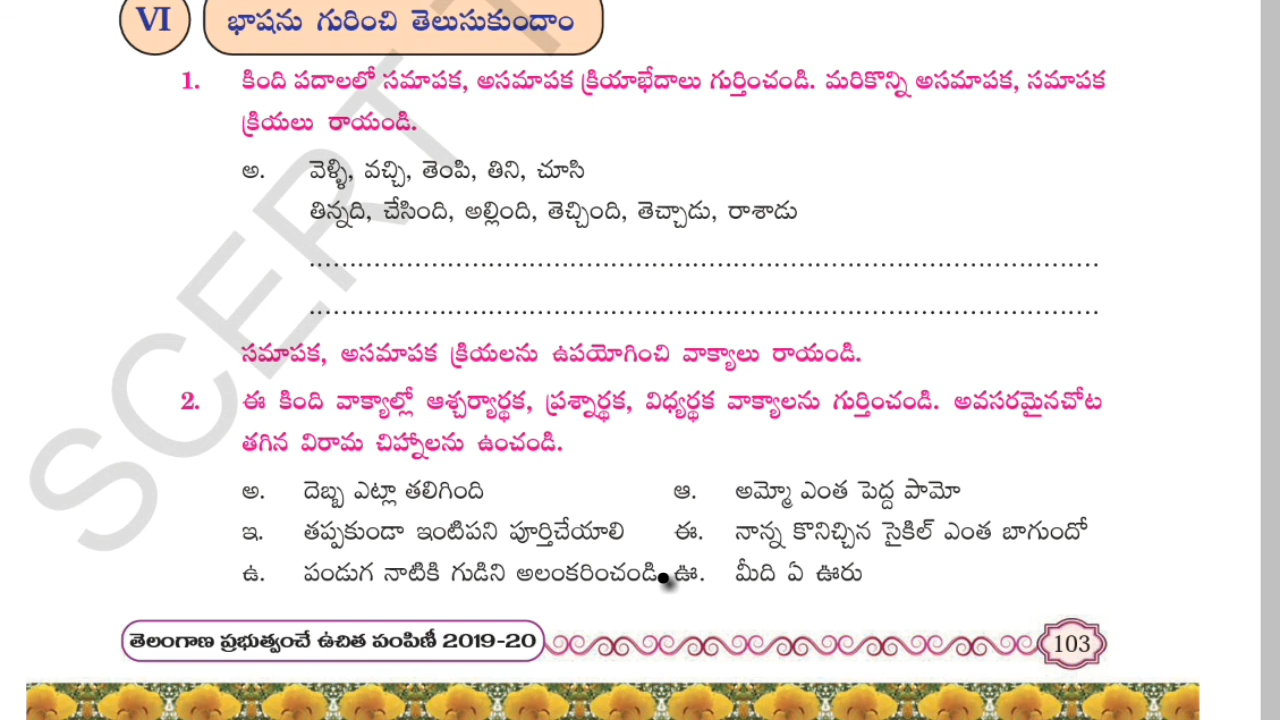 VI భాషను గురించి తెలుసుకుందాం
1. కింది పదాలలో సమాపక, అసమాపక క్రియాభేదాలు గుర్తించండి. మరికొన్ని అసమాపక, సమాపక
క్రియలు రాయండి.
అ. వెళ్ళి, వచ్చి, తెంపి, తిని, చూసి
తిన్నది, చేసింది, అల్లింది, తెచ్చింది, తెచ్చాడు, రాశాడు
................................................................................................
................................................................................................
సమాపక, అసమాపక క్రియలను ఉపయోగించి వాక్యాలు రాయండి.
2. ఈ కింది వాక్యాల్లో ఆశ్చర్యార్థక, ప్రశ్నార్థక, విధ్యర్థక వాక్యాలను గుర్తించండి. అవసరమైనచోట
తగిన విరామ చిహ్నాలను ఉంచండి.
అ. దెబ్బ ఎట్లా తలిగింది ఆ. అమ్మో ఎంత పెద్ద పామో
ఇ. తప్పకుండా ఇంటిపని పూర్తిచేయాలి ఈ. నాన్న కొనిచ్చిన సైకిల్ ఎంత బాగుందో
ఉ. పండుగ నాటికి గుడిని అలంకరించండి. ఊ. మీది ఏ ఊరు
తెలంగాణ ప్రభుత్వంచే ఉచిత పంపిణీ 2019-20 103
SCERT T